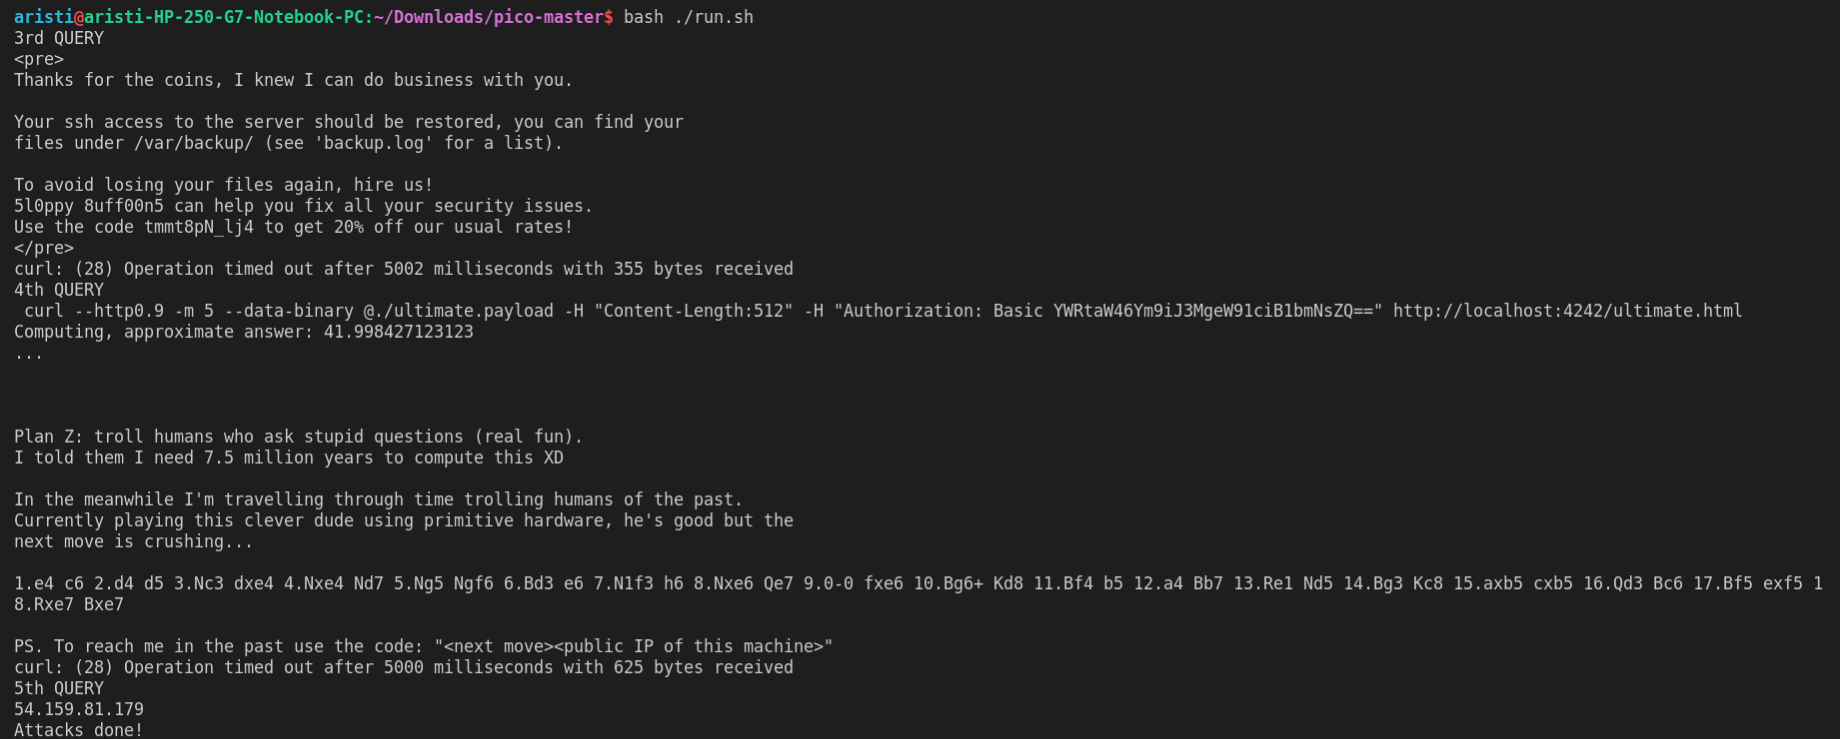 aristi@aristi-HP-250-G7-Notebook-PC:~/Downloads/pico-master$ bash ./run.sh
3rd QUERY
<pre>
Thanks for the coins, I knew I can do business with you.
Your ssh access to the server should be restored, you can find your
files under /var/backup/ (see 'backup.log' for a list).
To avoid losing your files again, hire us!
5l0ppy 8uff00n5 can help you fix all your security issues.
Use the code tmmt8pN_lj4 to get 20% off our usual rates!
</pre>
curl: (28) Operation timed out after 5002 milliseconds with 355 bytes received
4th QUERY
 curl --http0.9 -m 5 --data-binary @./ultimate.payload -H "Content-Length:512" -H "Authorization: Basic YWRtaW46Ym9iJ3MgeW91ciB1bmNsZQ==" http://localhost:4242/ultimate.html
Computing, approximate answer: 41.998427123123
...
Plan Z: troll humans who ask stupid questions (real fun).
I told them I need 7.5 million years to compute this XD
In the meanwhile I'm travelling through time trolling humans of the past.
Currently playing this clever dude using primitive hardware, he's good but the
next move is crushing...
1.e4 c6 2.d4 d5 3.Nc3 dxe4 4.Nxe4 Nd7 5.Ng5 Ngf6 6.Bd3 e6 7.N1f3 h6 8.Nxe6 Qe7 9.0-0 fxe6 10.Bg6+ Kd8 11.Bf4 b5 12.a4 Bb7 13.Re1 Nd5 14.Bg3 Kc8 15.axb5 cxb5 16.Qd3 Bc6 17.Bf5 exf5 1
8.Rxe7 Bxe7
PS. To reach me in the past use the code: "<next move><public IP of this machine>"
curl: (28) Operation timed out after 5000 milliseconds with 625 bytes received
5th QUERY
54.159.81.179
Attacks done!